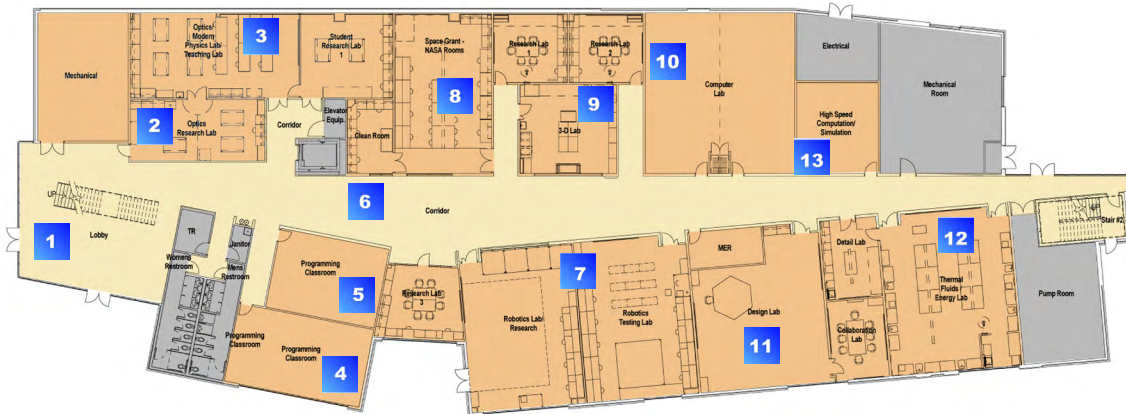 Mechanical
Optics/
Modern
Physics Lab/
Teaching Lab
3
Student
Research Lab
1
Space Grant -
NASA Rooms
8
Research Lab
1
Research Lab
2
10
Computer
Lab
Electrical
Mechanical
Room
2
Optics
Research Lab
Corridor
Elevator
Equip.
Clean Room
9
3-D Lab
High Speed
Computation/
Simulation
13
UP
1
Lobby
6
Corridor
TR
Janitor
Womens
Restroom
Mens
Restroom
Programming
Classroom
5
Research Lab
3
Programming
Classroom
Programming
Classroom
4
7
Robotics Lab/
Research
Robotics
Testing Lab
MER
Design Lab
11
Detail Lab
Collaboration
Lab
12
Thermal
Fluids /
Energy Lab
Pump Room
UP
Stair #2